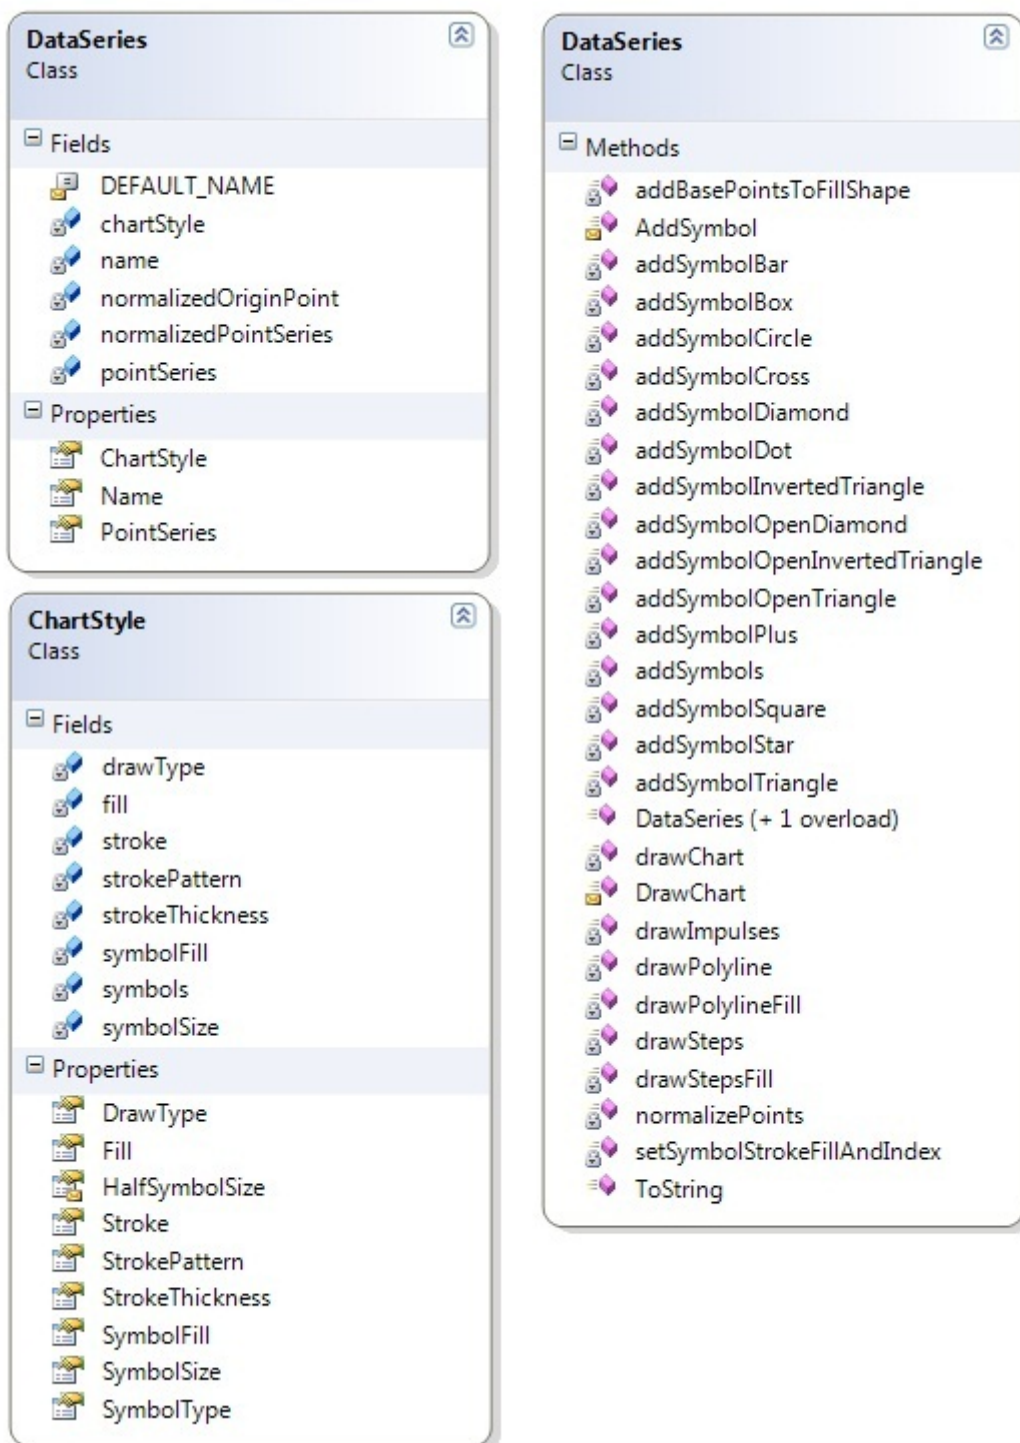 DataSeries
Class
Fields
DEFAULT_NAME
chartStyle
name
normalizedOriginPoint
normalizedPointSeries
pointSeries
Properties
ChartStyle
Name
PointSeries
ChartStyle
Class
Fields
drawType
fill
stroke
strokePattern
strokeThickness
symbolFill
symbols
symbolSize
Properties
DrawType
Fill
HalfSymbolSize
Stroke
StrokePattern
StrokeThickness
SymbolFill
SymbolSize
SymbolType
DataSeries
Class
Methods
addBasePointsToFillShape
AddSymbol
addSymbolBar
addSymbolBox
addSymbolCircle
addSymbolCross
addSymbolDiamond
addSymbolDot
addSymbolInvertedTriangle
addSymbolOpenDiamond
addSymbolOpenInvertedTriangle
addSymbolOpenTriangle
addSymbolPlus
addSymbols
addSymbolSquare
addSymbolStar
addSymbolTriangle
DataSeries (+ 1 overload)
drawChart
DrawChart
drawImpulses
drawPolyline
drawPolylineFill
drawSteps
drawStepsFill
normalizePoints
setSymbolStrokeFillAndIndex
ToString